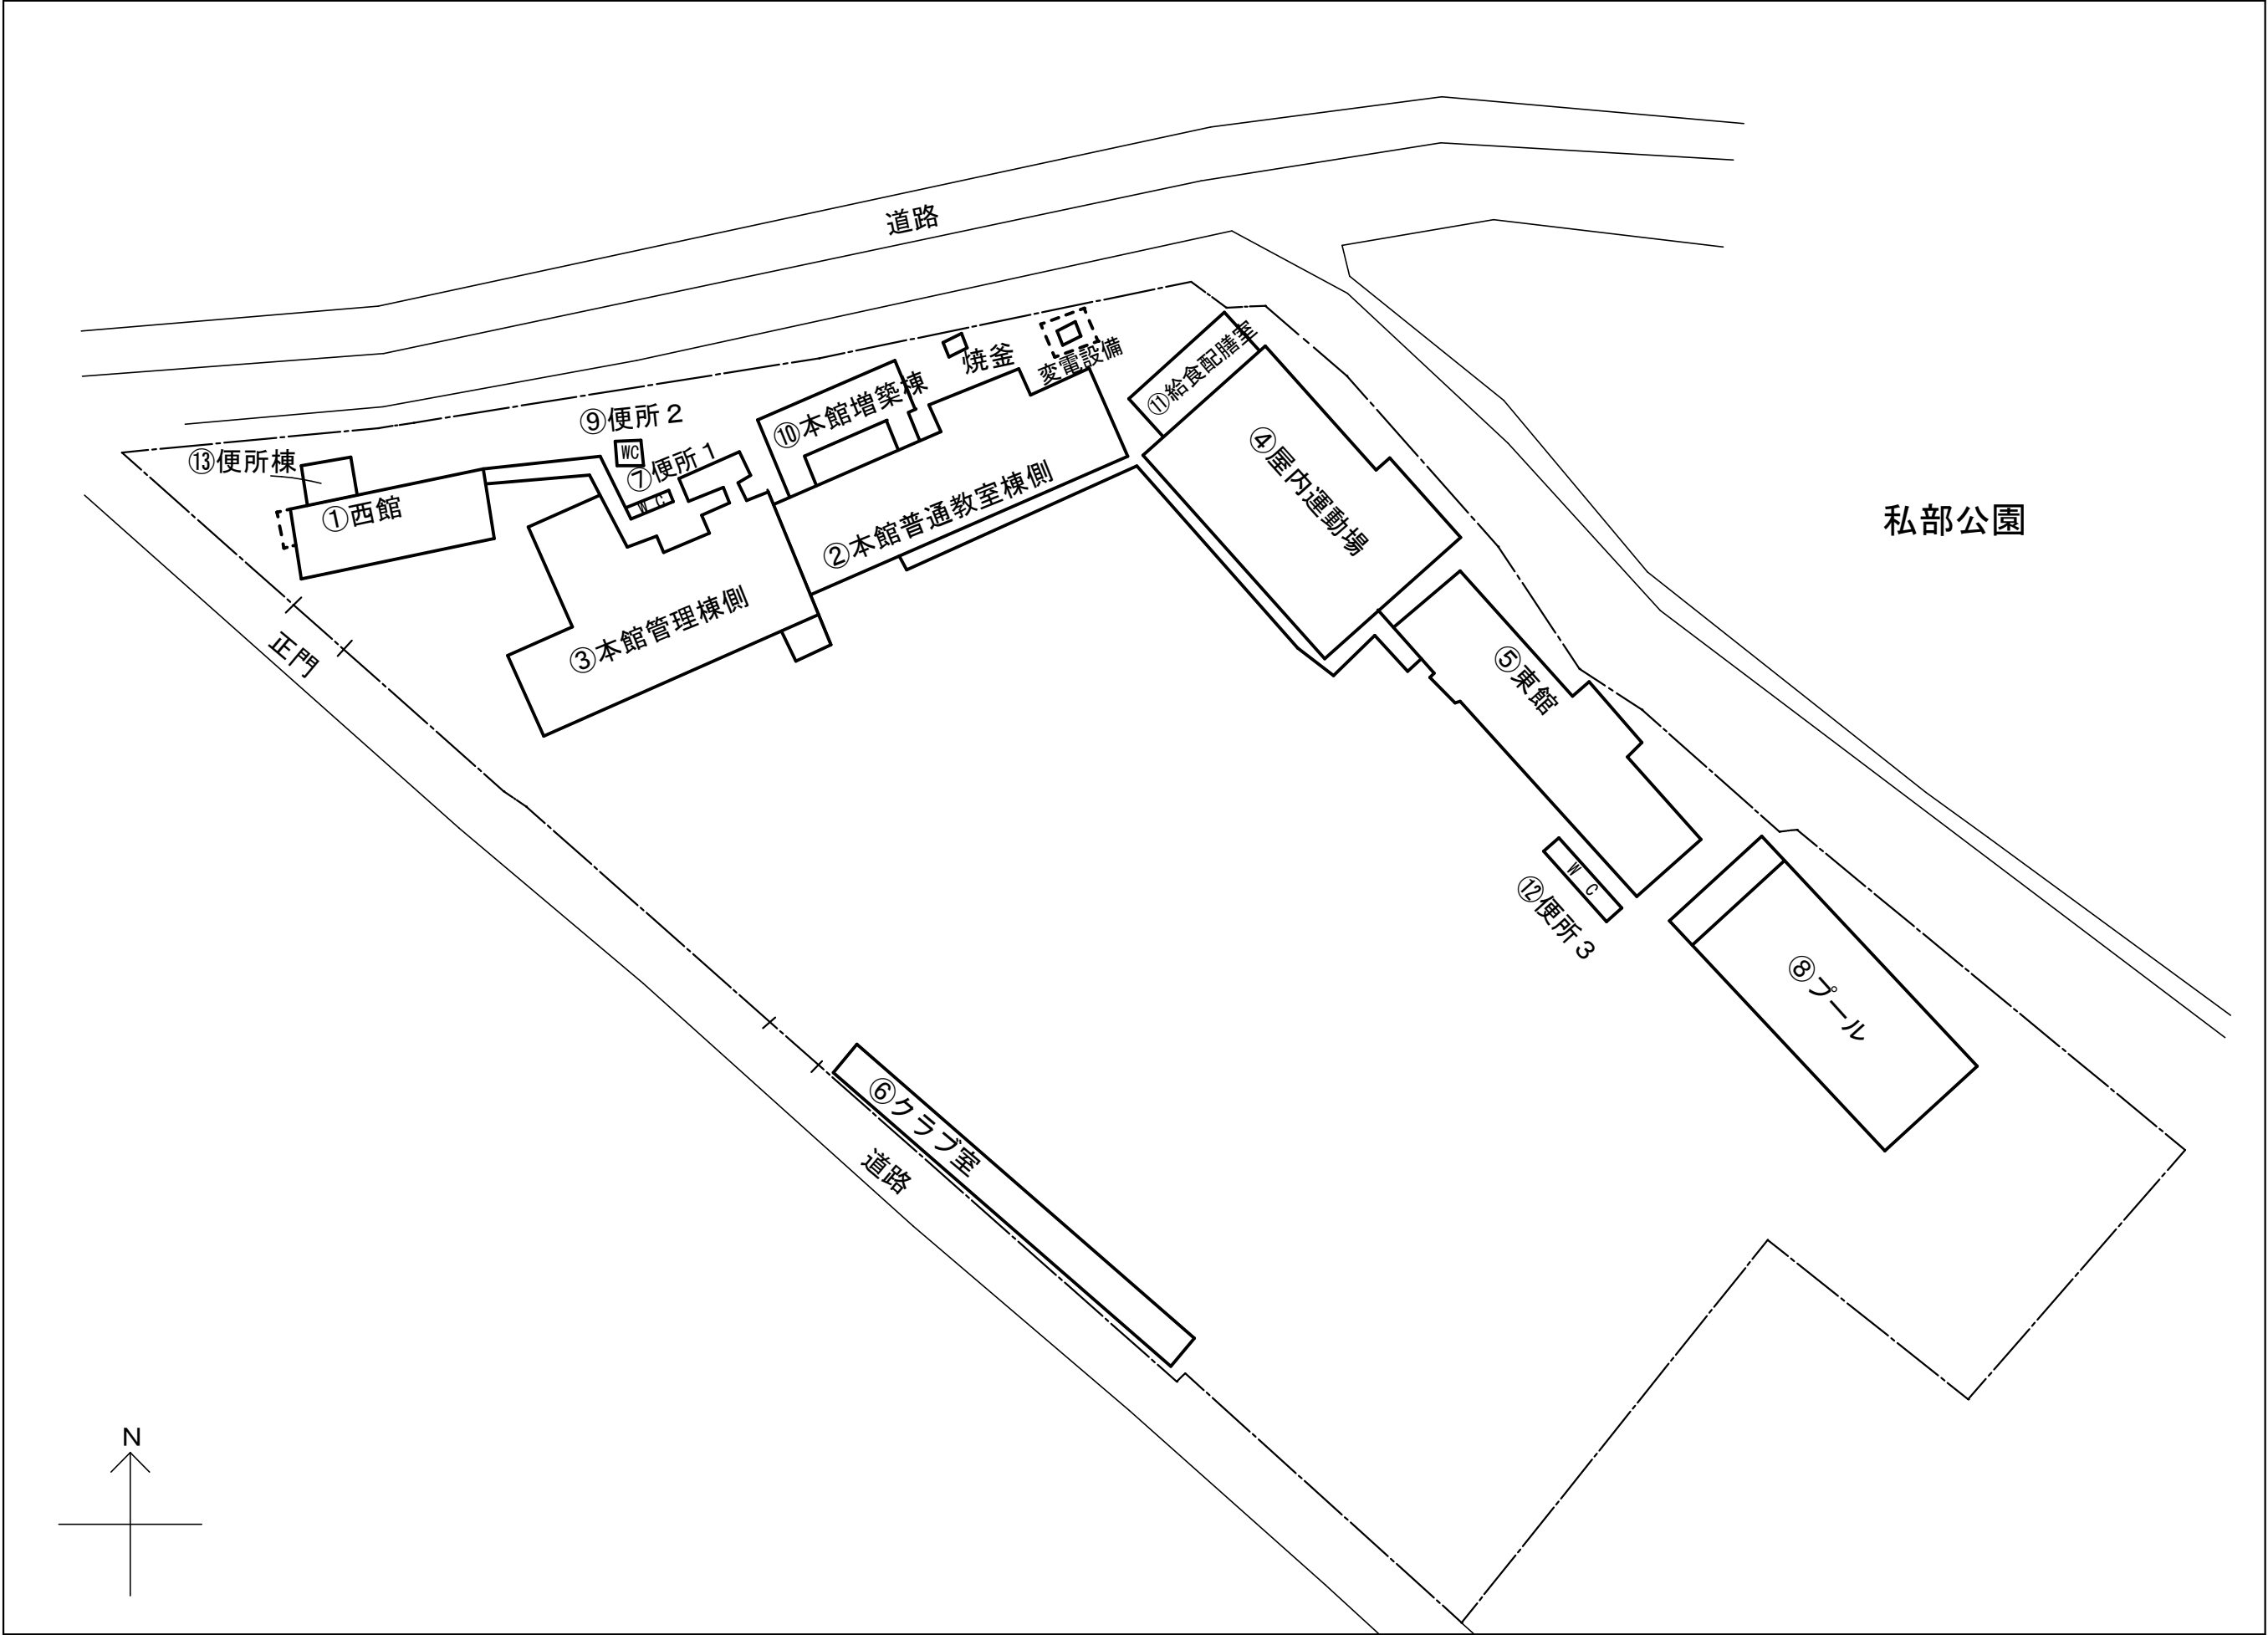 道路
焼釜
変電設備
⑪給食配膳室
⑩本館増築棟
⑨便所２
WC
⑦便所１
ＷＣ
⑬便所棟
①西館
②本館普通教室棟側
④屋内運動場
私部公園
③本館管理棟側
正門
⑤東館
ＷＣ
⑫便所３
⑧プール
⑥クラブ室
道路
N